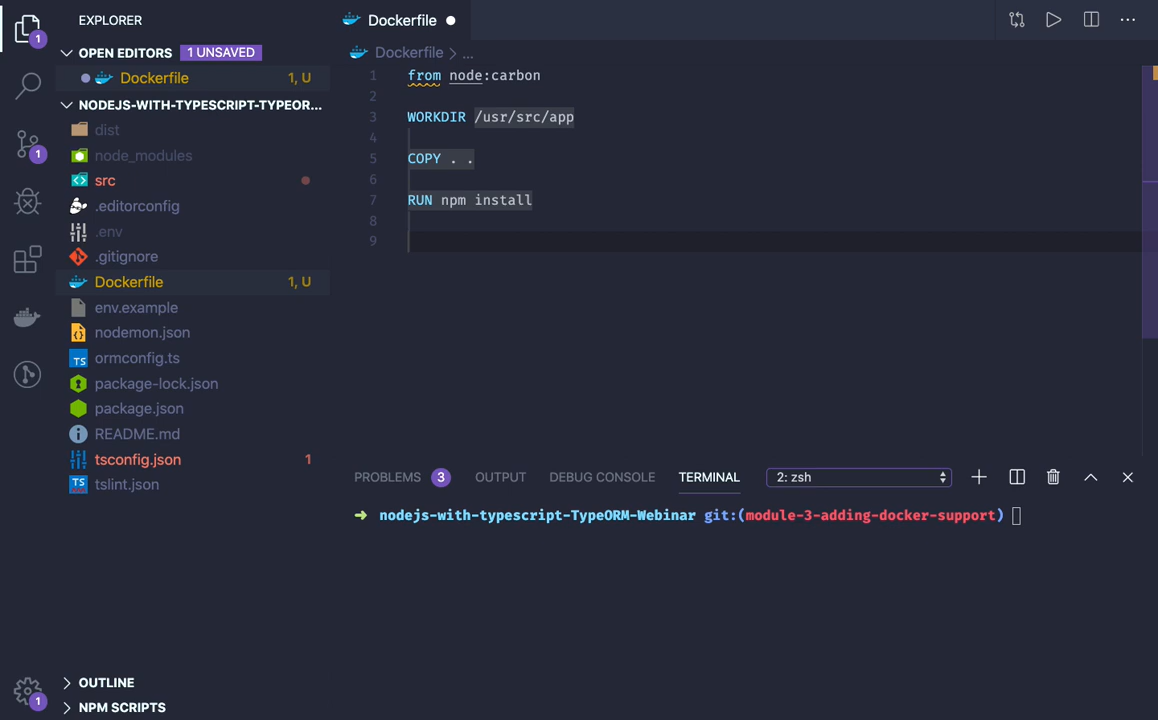 EXPLORER
OPEN EDITORS 1 UNSAVED
Dockerfile 1, U
NODEJS-WITH-TYPESCRIPT-TYPEOR...
dist
node_modules
src
.editorconfig
.env
.gitignore
Dockerfile 1, U
env.example
nodemon.json
ormconfig.ts
package-lock.json
package.json
README.md
tsconfig.json 1
tslint.json
OUTLINE
NPM SCRIPTS
1
1
1
Dockerfile
Dockerfile > ...
1 from node:carbon
2
3 WORKDIR /usr/src/app
4
5 COPY . .
6
7 RUN npm install
8
9
PROBLEMS 3 OUTPUT DEBUG CONSOLE TERMINAL 2: zsh
➜ nodejs-with-typescript-TypeORM-Webinar git:(module-3-adding-docker-support)